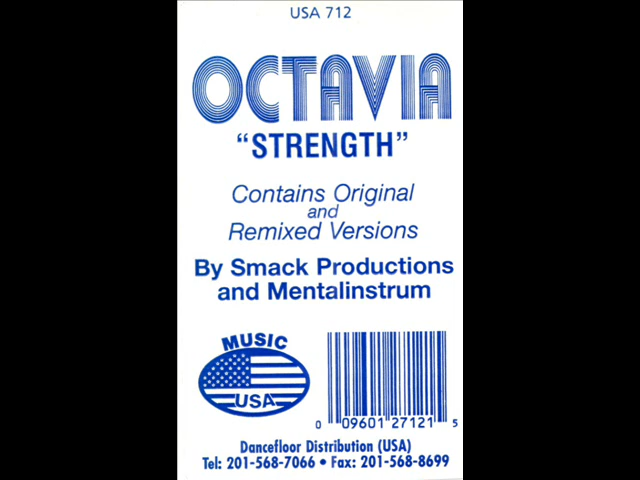 USA 712
OCTAVIA
“STRENGTH”
Contains Original
and
Remixed Versions
By Smack Productions
and Mentalinstrum
MUSIC
USA
0 09601 27121 5
Dancefloor Distribution (USA)
Tel: 201-568-7066 • Fax: 201-568-8699